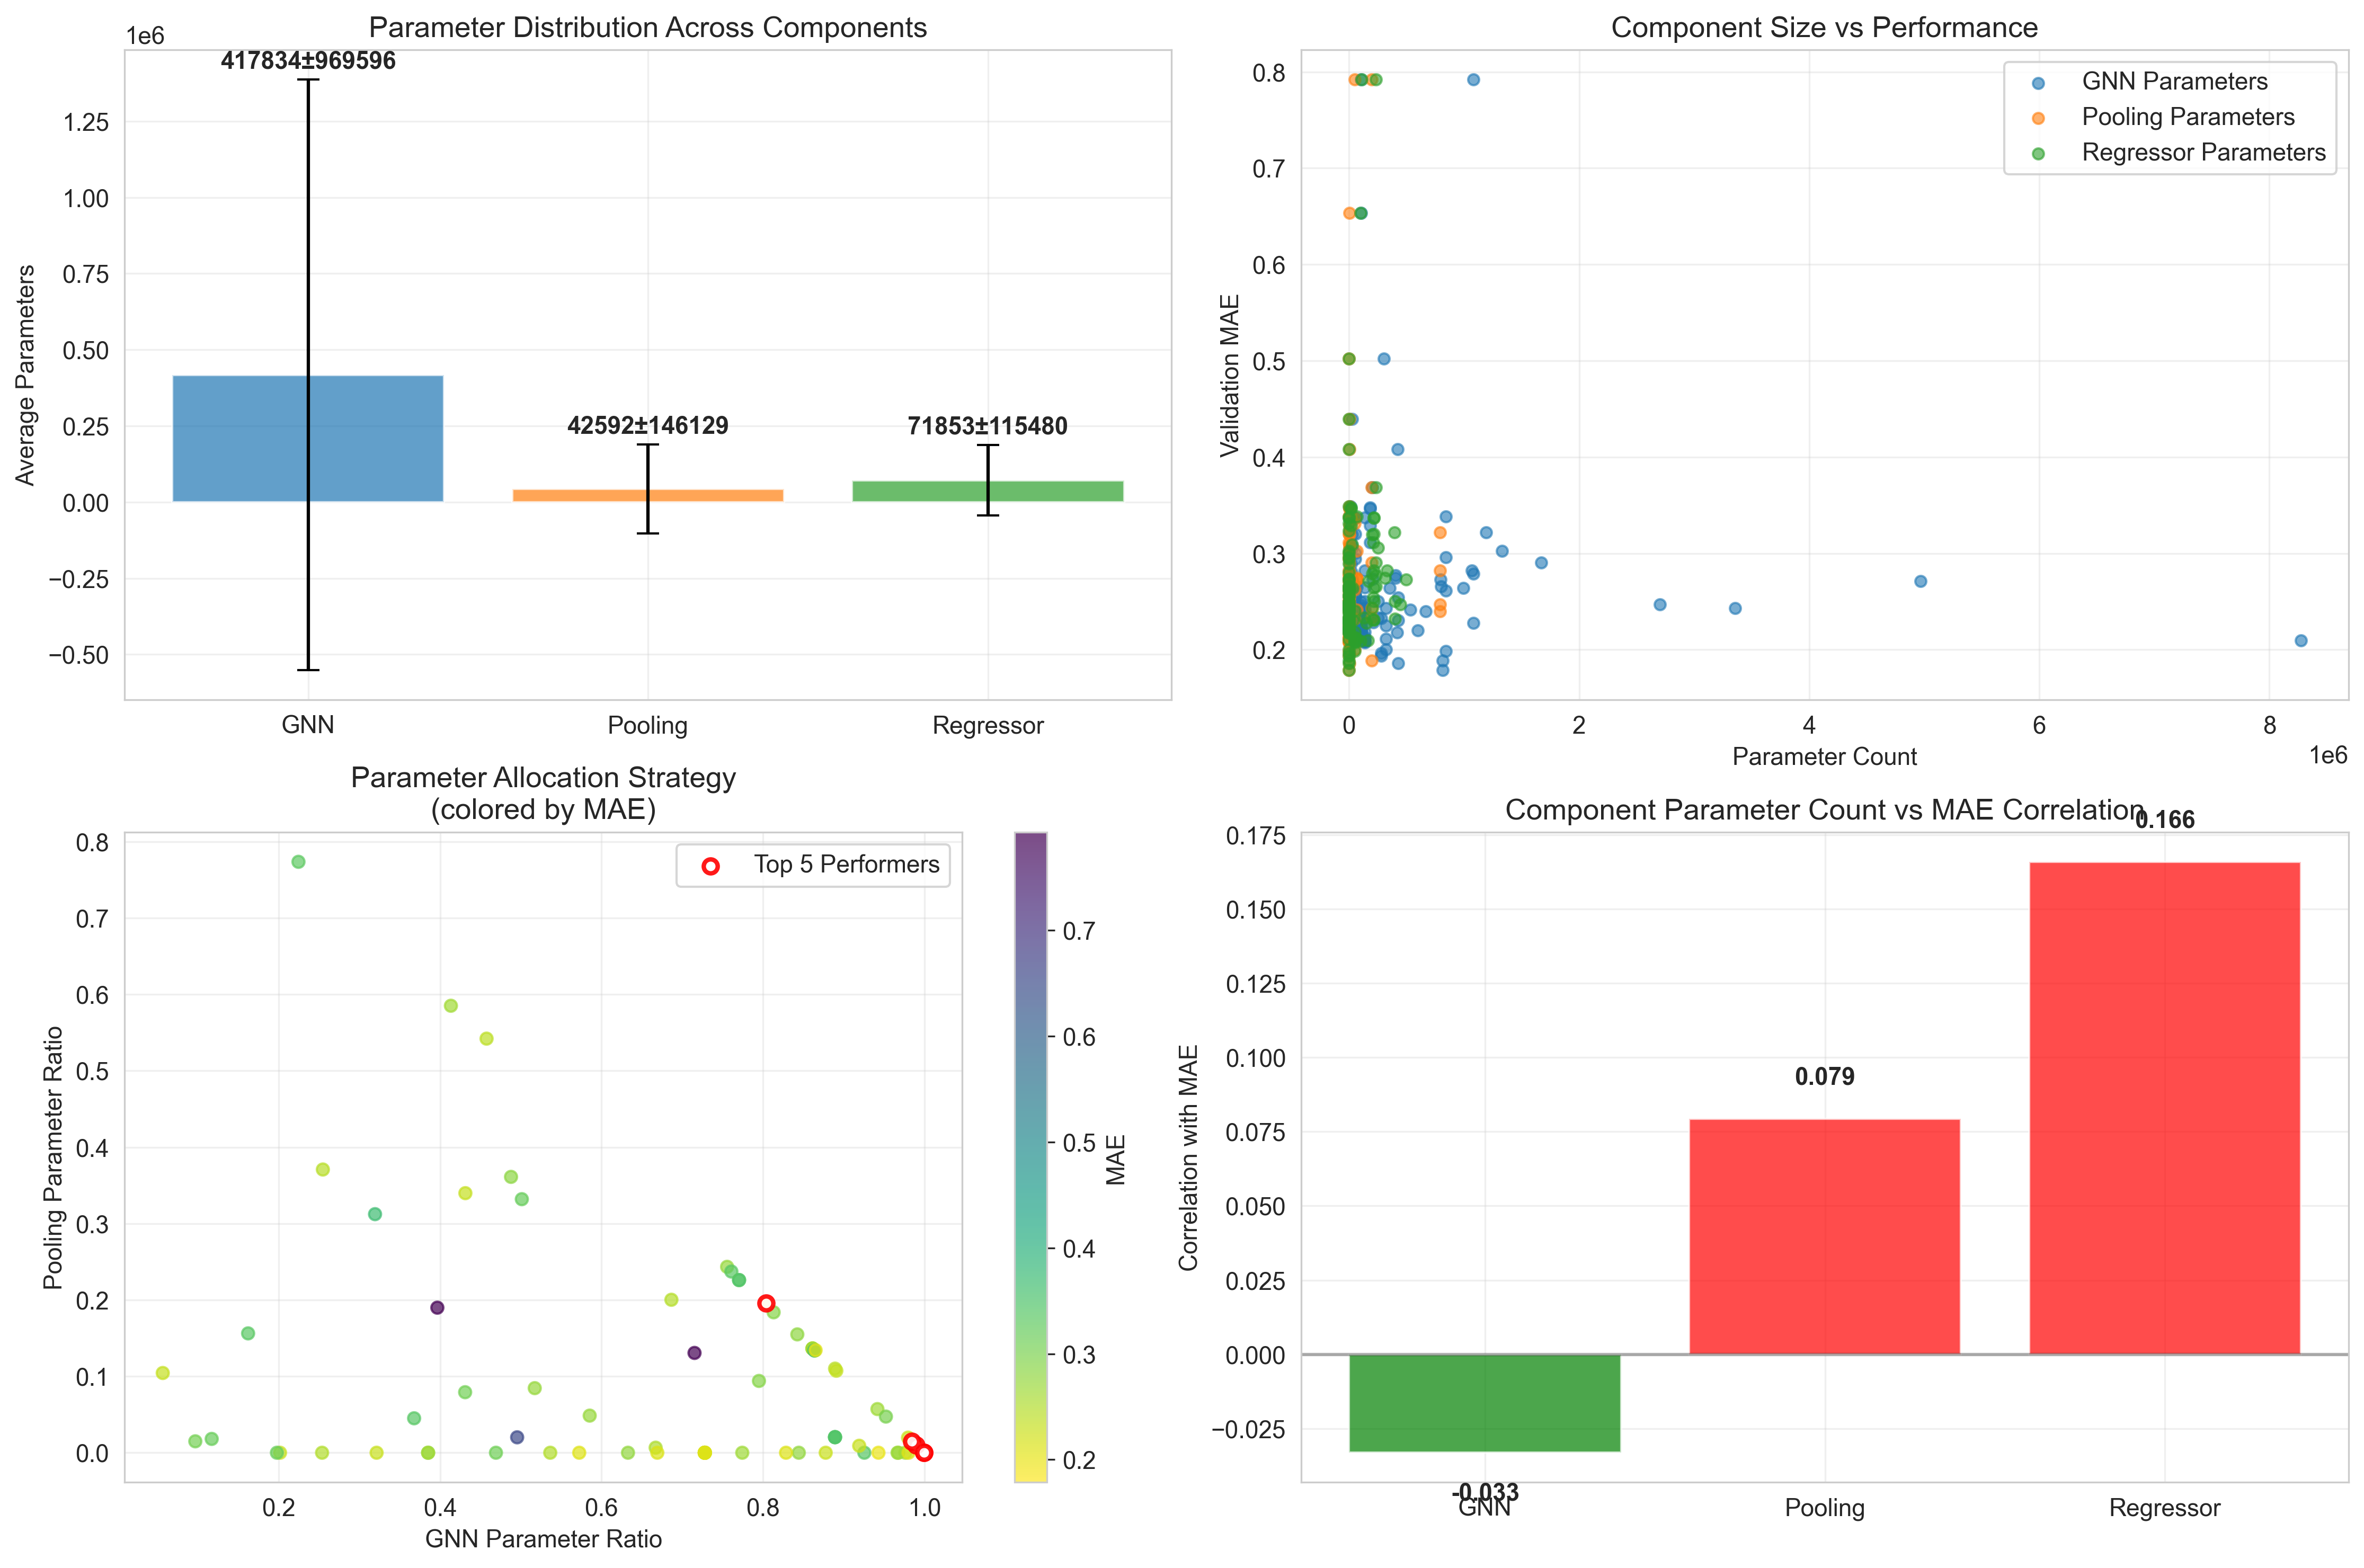 Parameter Distribution Across Components
1e6
417834±969596
42592±146129
71853±115480
Average Parameters
1.25
1.00
0.75
0.50
0.25
0.00
−0.25
−0.50
GNN
Pooling
Regressor
Component Size vs Performance
GNN Parameters
Pooling Parameters
Regressor Parameters
Validation MAE
0.8
0.7
0.6
0.5
0.4
0.3
0.2
0
2
4
6
8
1e6
Parameter Count
Parameter Allocation Strategy
(colored by MAE)
Top 5 Performers
Pooling Parameter Ratio
0.8
0.7
0.6
0.5
0.4
0.3
0.2
0.1
0.0
0.2
0.4
0.6
0.8
1.0
GNN Parameter Ratio
0.7
0.6
0.5
0.4
0.3
0.2
MAE
Component Parameter Count vs MAE Correlation
0.166
0.079
-0.033
Correlation with MAE
0.175
0.150
0.125
0.100
0.075
0.050
0.025
0.000
−0.025
GNN
Pooling
Regressor